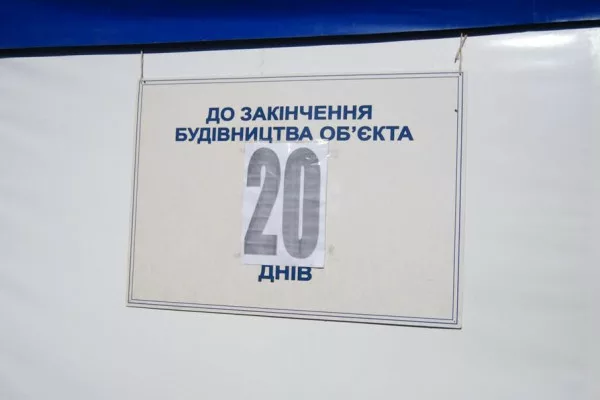 ДО ЗАКІНЧЕННЯ
БУДІВНИЦТВА ОБ'ЄКТА
20
ДНІВ